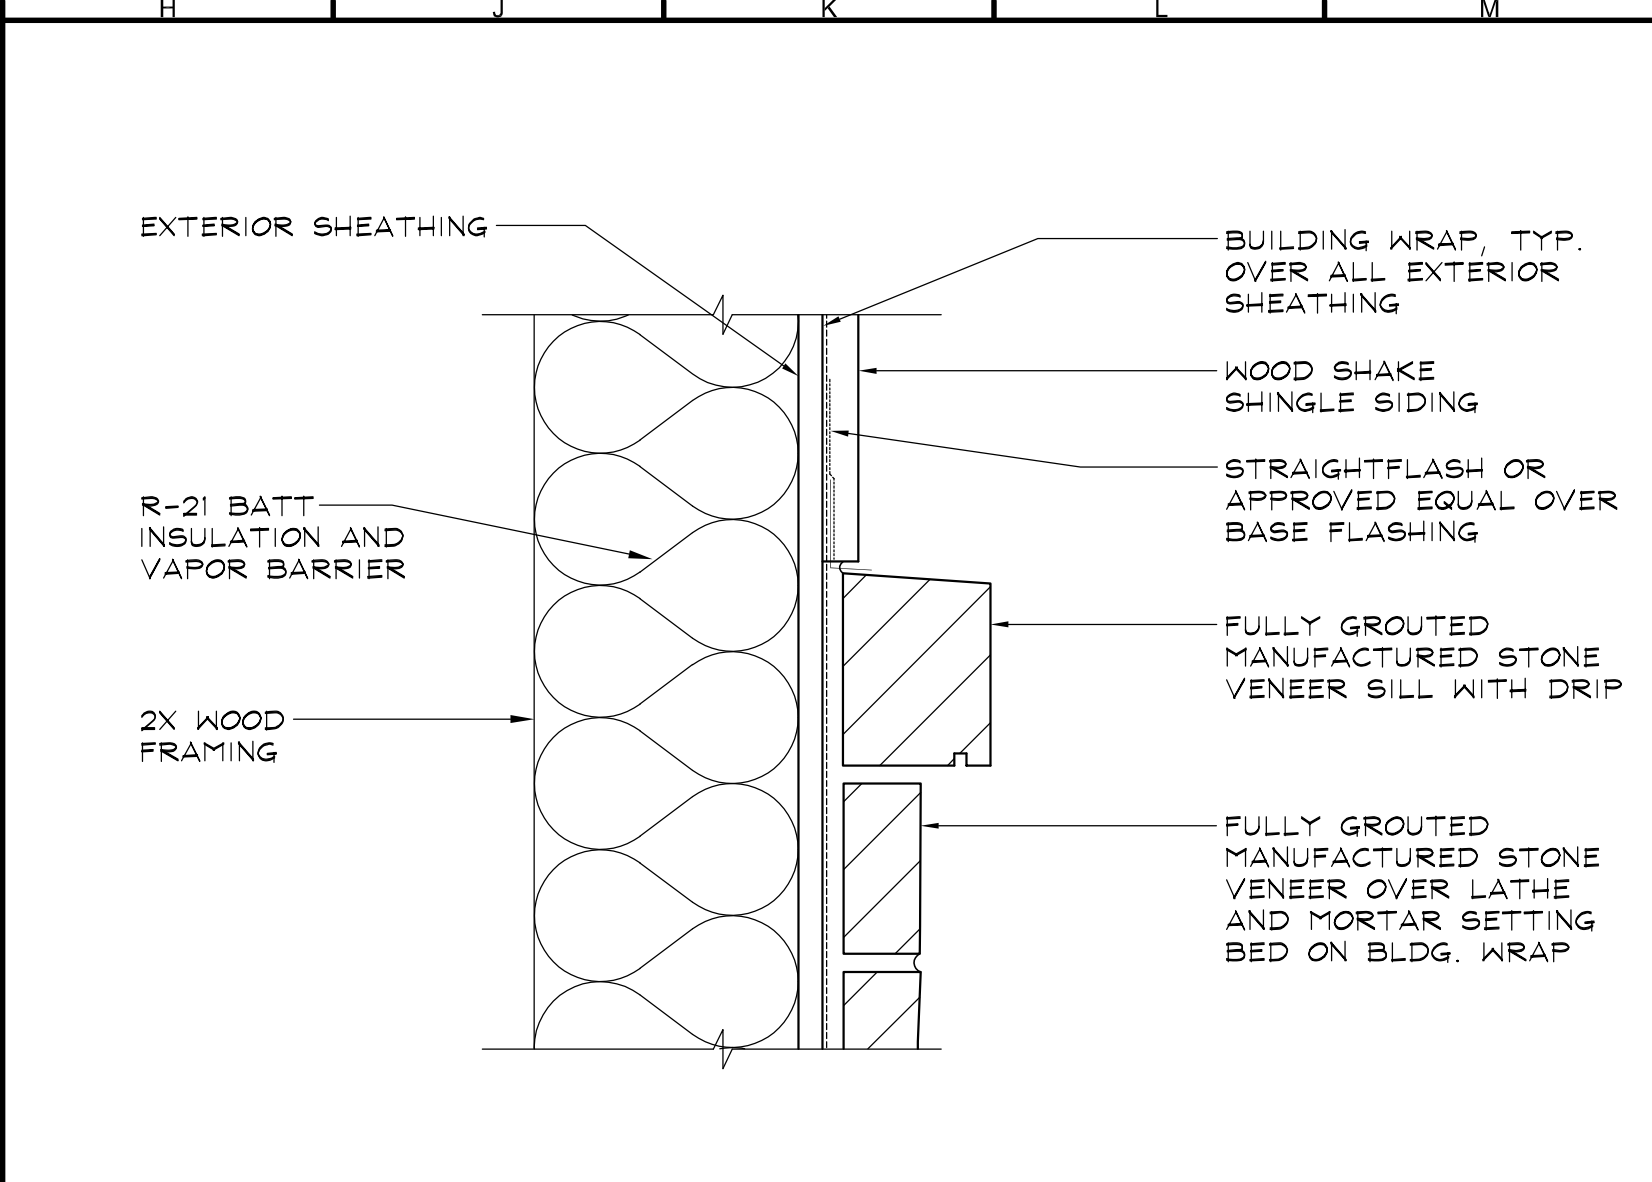 H J K L M
EXTERIOR SHEATHING
R-21 BATT
INSULATION AND
VAPOR BARRIER
2X WOOD
FRAMING
BUILDING WRAP, TYP.
OVER ALL EXTERIOR
SHEATHING
WOOD SHAKE
SHINGLE SIDING
STRAIGHTFLASH OR
APPROVED EQUAL OVER
BASE FLASHING
FULLY GROUTED
MANUFACTURED STONE
VENEER SILL WITH DRIP
FULLY GROUTED
MANUFACTURED STONE
VENEER OVER LATHE
AND MORTAR SETTING
BED ON BLDG. WRAP